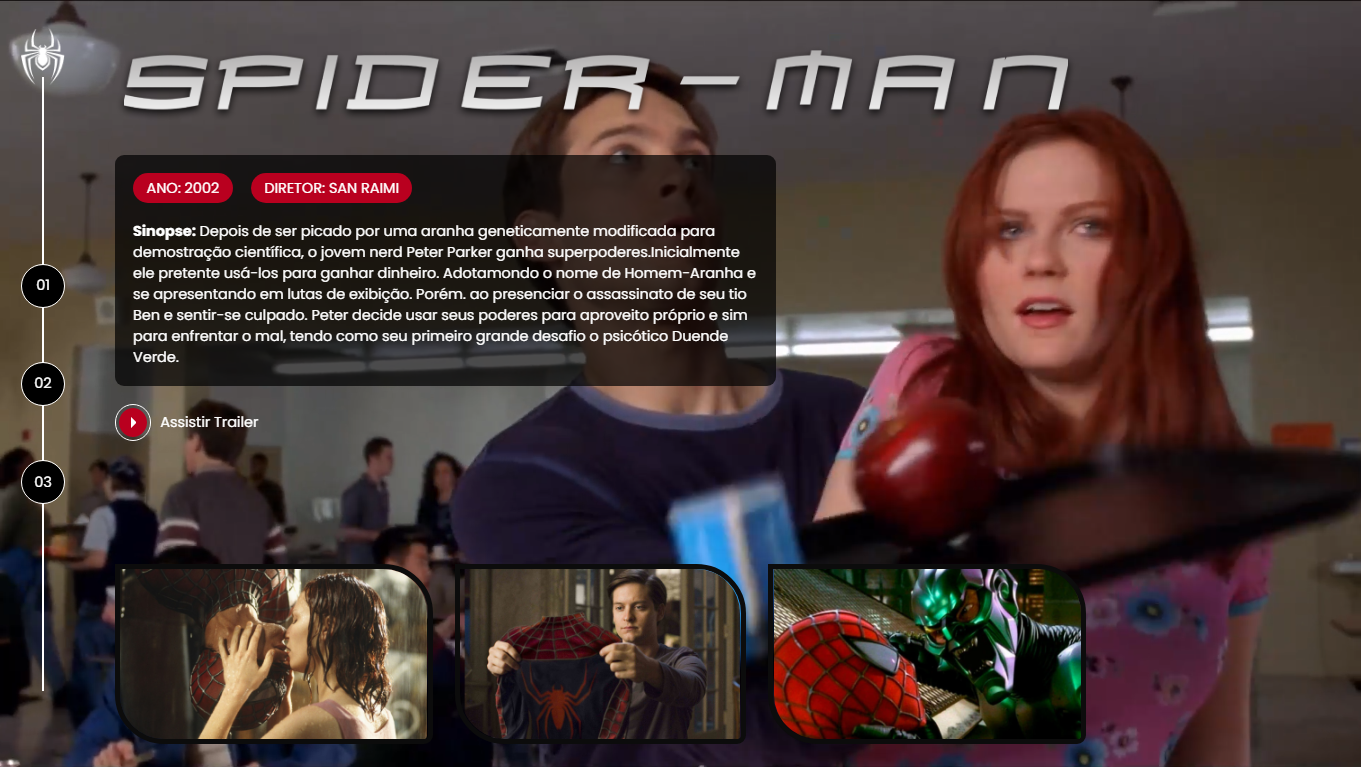 SPIDER-MAN
ANO: 2002 DIRETOR: SAN RAIMI
Sinopse: Depois de ser picado por uma aranha geneticamente modificada para
demostração científica, o jovem nerd Peter Parker ganha superpoderes.Inicialmente
ele pretente usá-los para ganhar dinheiro. Adotamondo o nome de Homem-Aranha e
se apresentando em lutas de exibição. Porém. ao presenciar o assassinato de seu tio
Ben e sentir-se culpado. Peter decide usar seus poderes para aproveito próprio e sim
para enfrentar o mal, tendo como seu primeiro grande desafio o psicótico Duende
Verde.
01
02
03
Assistir Trailer